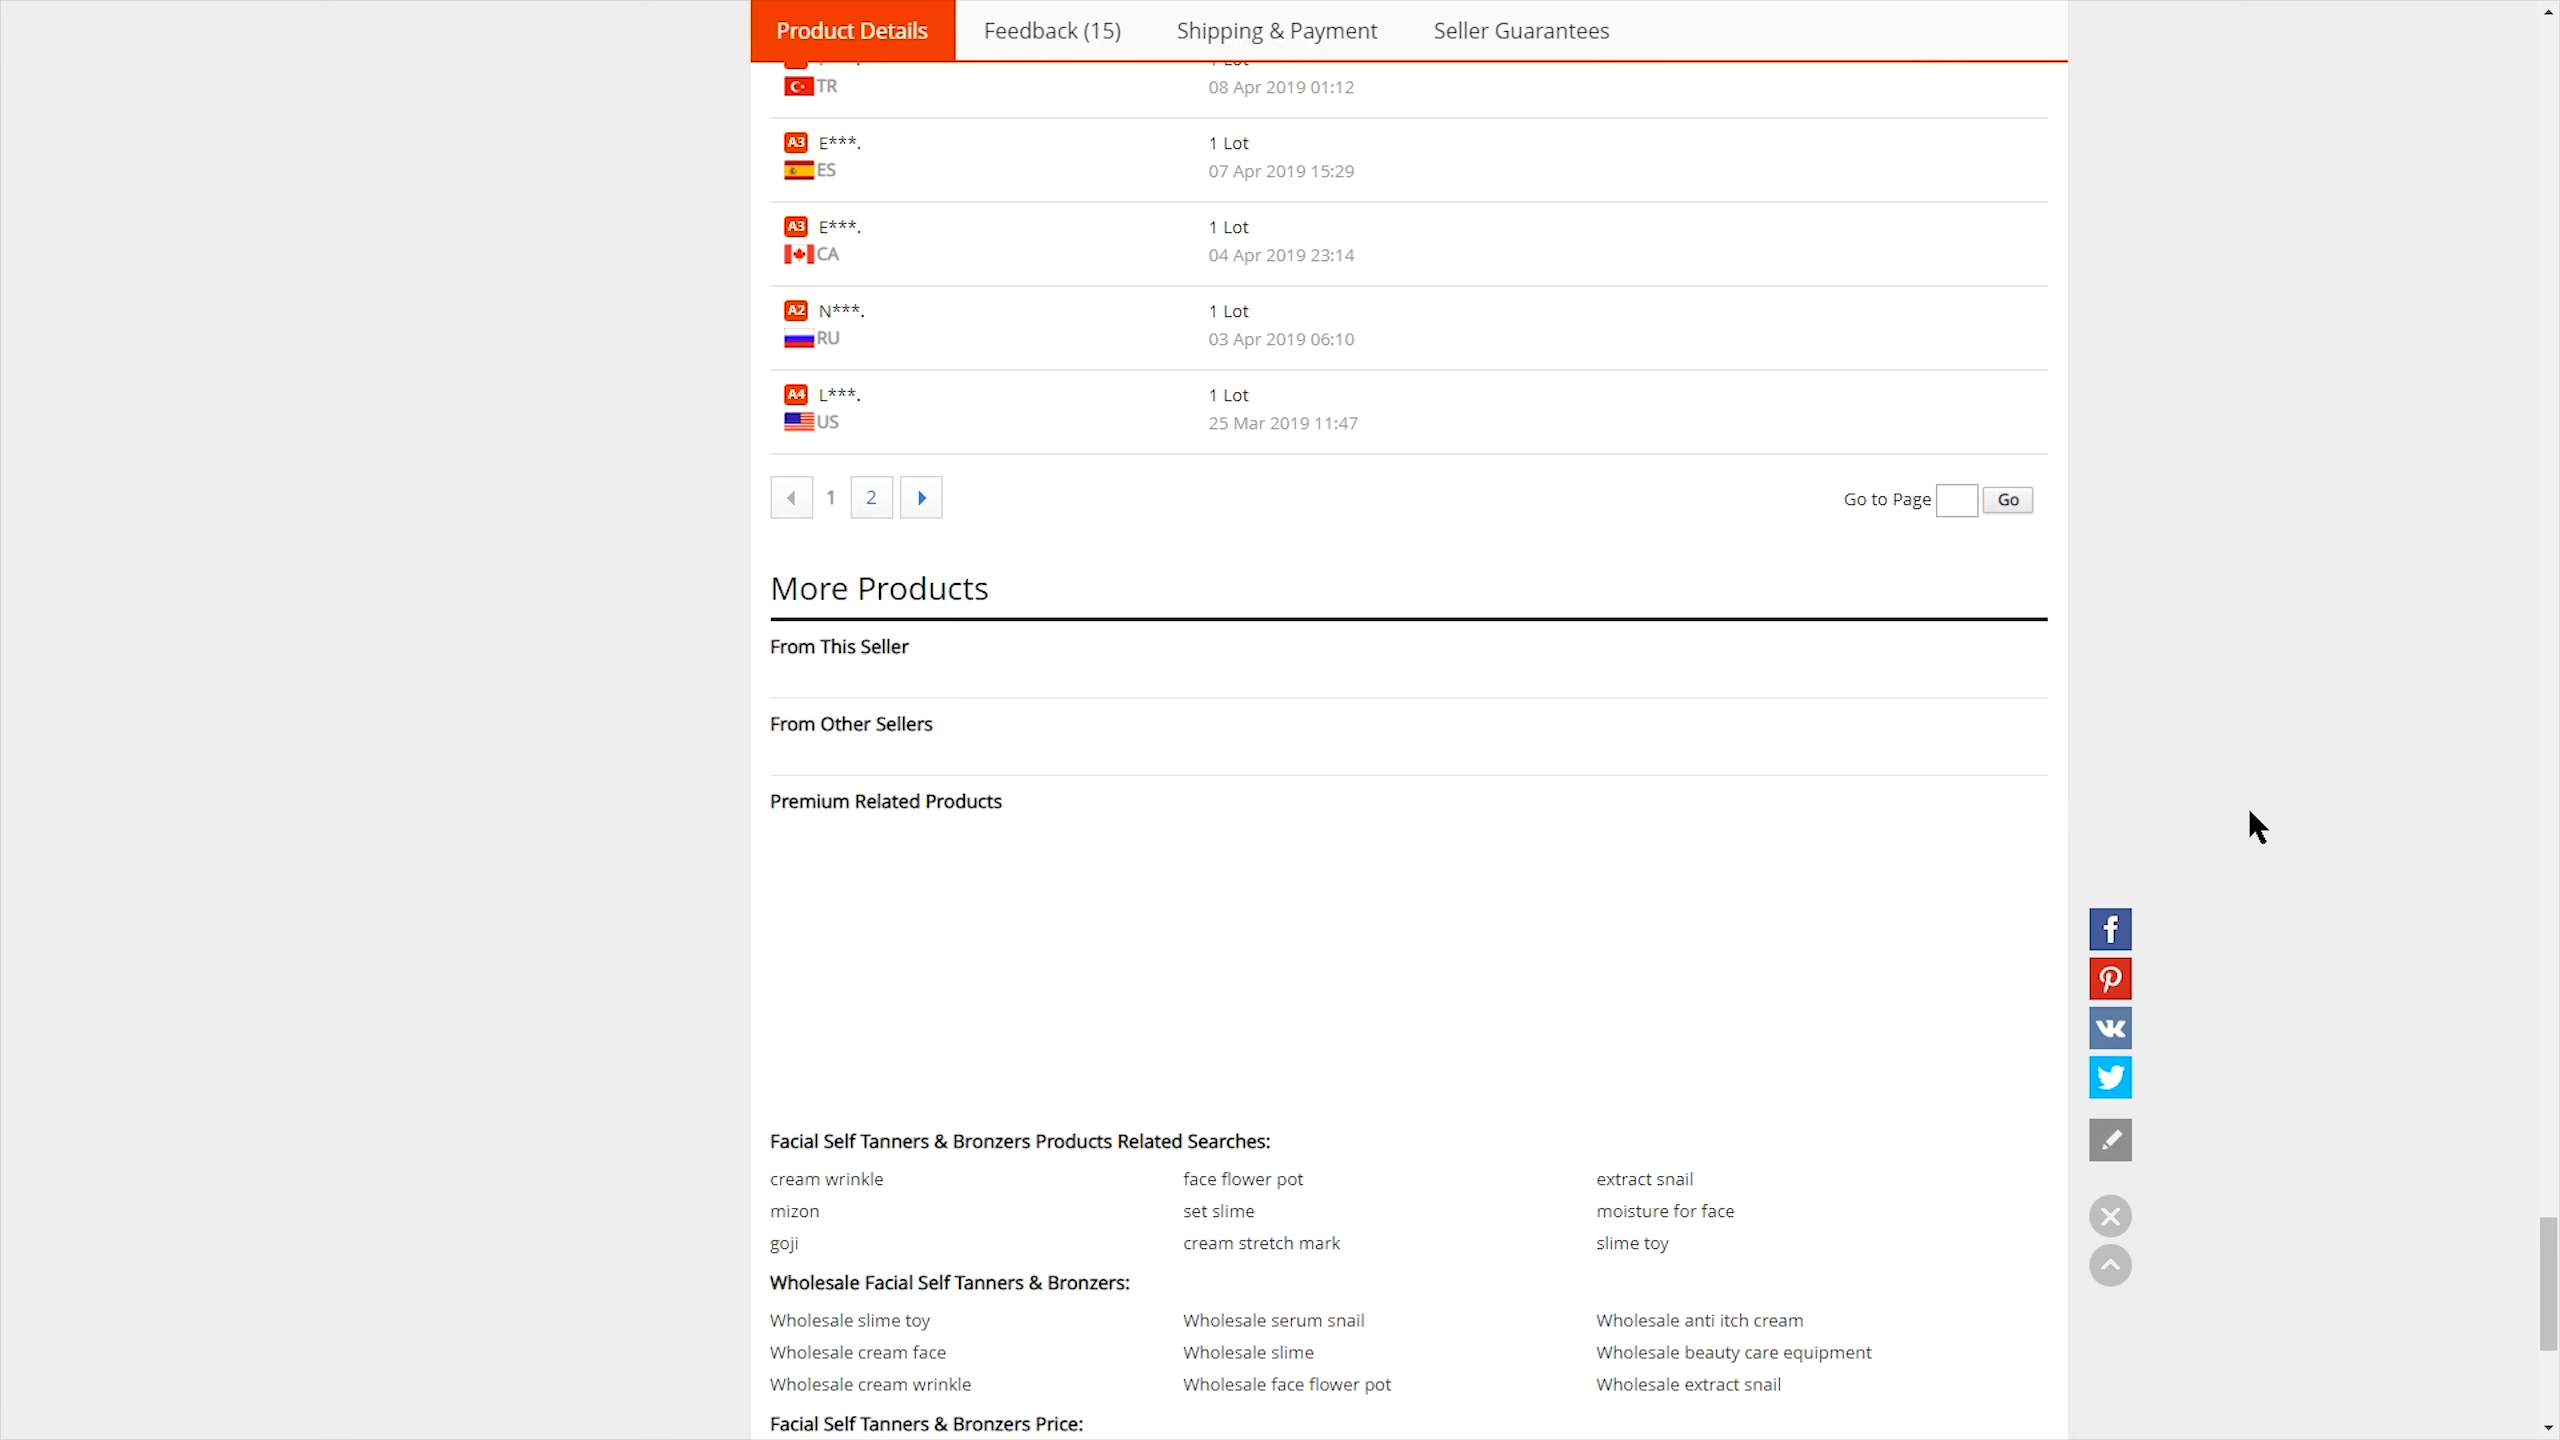 Product Details Feedback (15) Shipping & Payment Seller Guarantees
TR 08 Apr 2019 01:12
A3 E***. 1 Lot
ES 07 Apr 2019 15:29
A3 E***. 1 Lot
CA 04 Apr 2019 23:14
A2 N***. 1 Lot
RU 03 Apr 2019 06:10
A4 L***. 1 Lot
US 25 Mar 2019 11:47
1 2 Go to Page Go
More Products
From This Seller
From Other Sellers
Premium Related Products
Facial Self Tanners & Bronzers Products Related Searches:
cream wrinkle face flower pot extract snail
mizon set slime moisture for face
goji cream stretch mark slime toy
Wholesale Facial Self Tanners & Bronzers:
Wholesale slime toy Wholesale serum snail Wholesale anti itch cream
Wholesale cream face Wholesale slime Wholesale beauty care equipment
Wholesale cream wrinkle Wholesale face flower pot Wholesale extract snail
Facial Self Tanners & Bronzers Price: